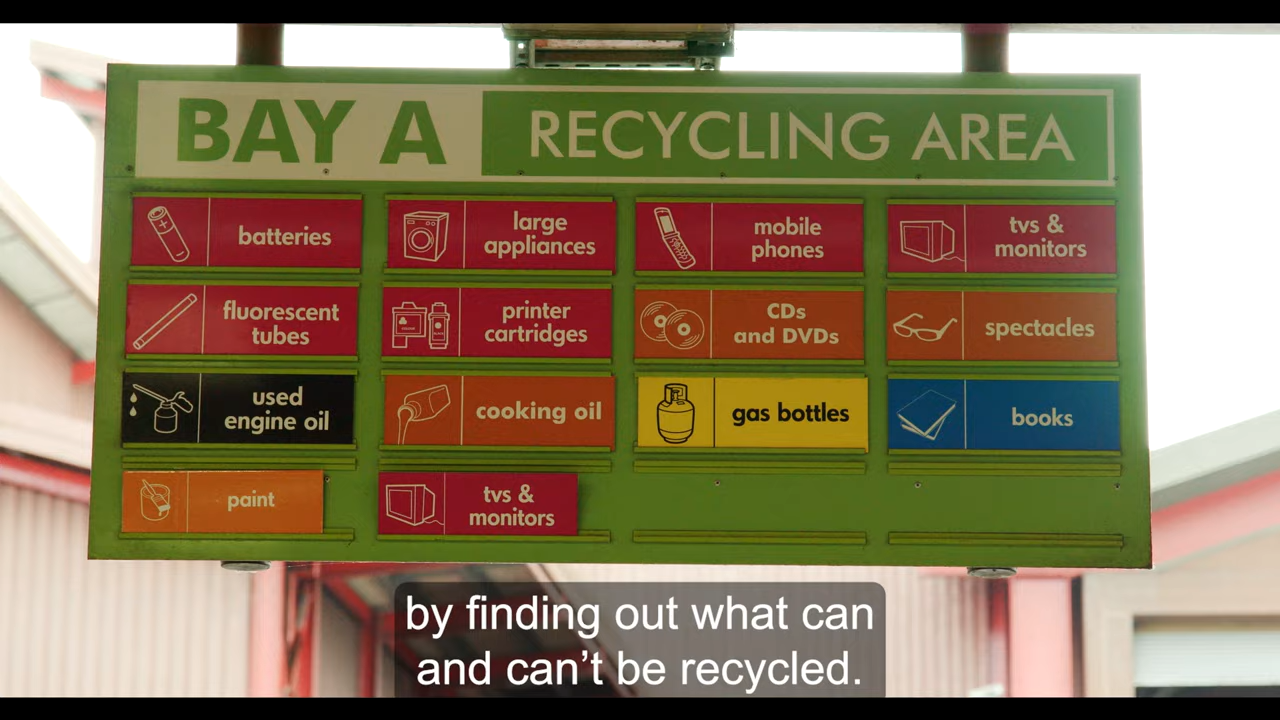 BAY A RECYCLING AREA
batteries
large
appliances
mobile
phones
tvs &
monitors
fluorescent
tubes
printer
cartridges
CDs
and DVDs
spectacles
used
engine oil
cooking oil
gas bottles
books
paint
tvs &
monitors
by finding out what can
and can’t be recycled.